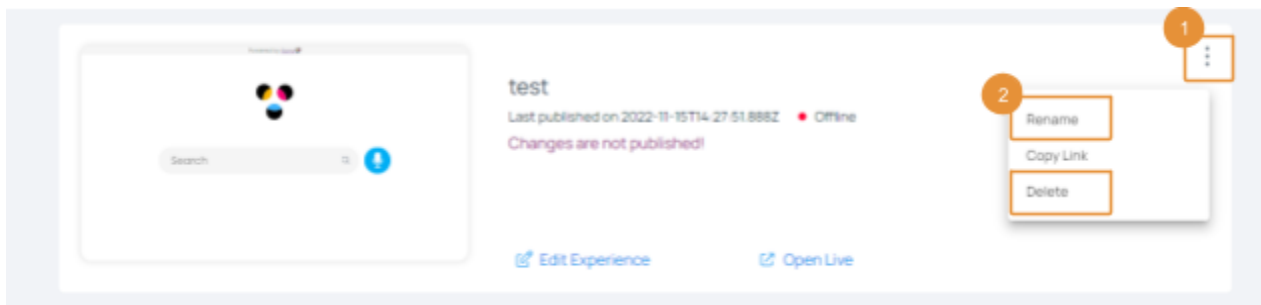 1
test
2
Last published on 2022-11-15T14:27:51.888Z Offline
Rename
Changes are not published!
Search
Copy Link
Delete
Edit Experience
Open Live